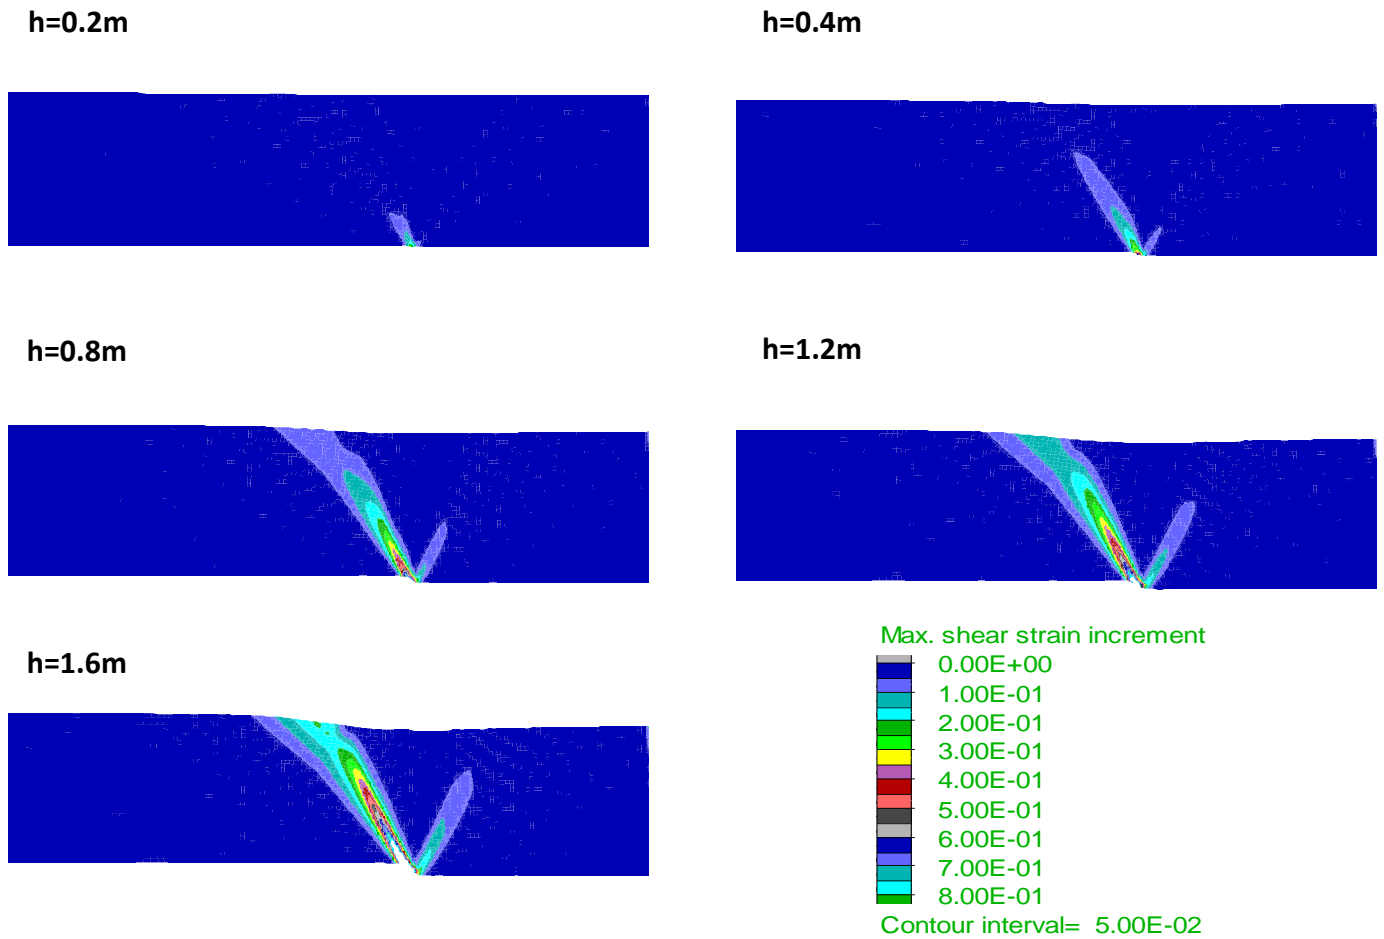 h=0.2m
h=0.4m
h=0.8m
h=1.2m
h=1.6m
Max. shear strain increment
0.00E+00
1.00E-01
2.00E-01
3.00E-01
4.00E-01
5.00E-01
6.00E-01
7.00E-01
8.00E-01
Contour interval= 5.00E-02